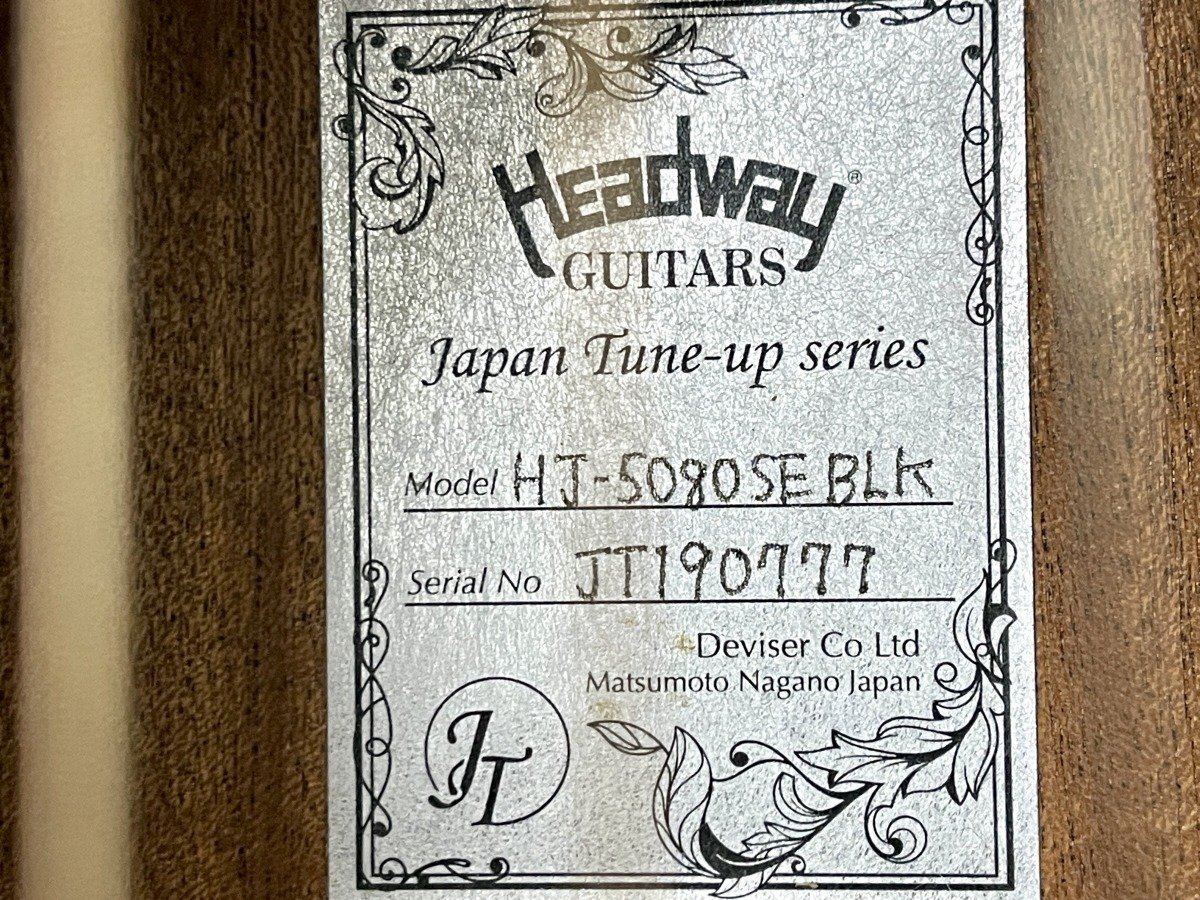 Headway®
GUITARS
Japan Tune-up series
Model HJ-5080SE BLK
Serial No JT190777
Deviser Co Ltd
Matsumoto Nagano Japan
JT